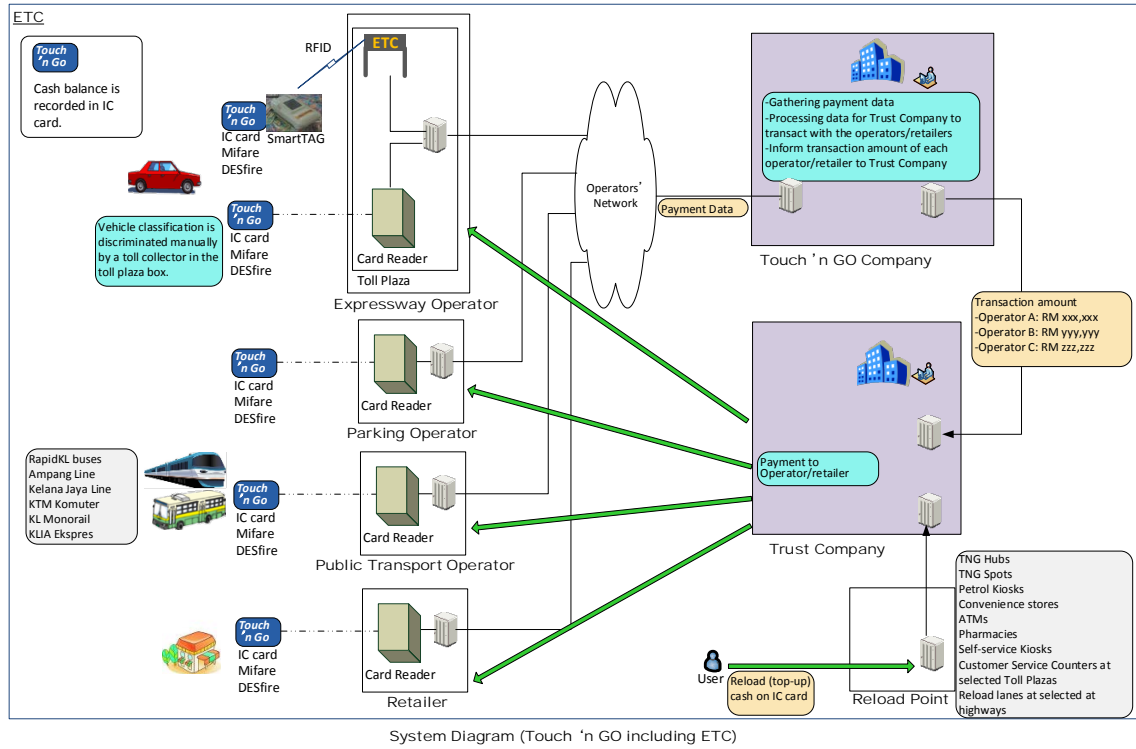 ETC
Touch
'n Go
Cash balance is
recorded in IC
card.
RFID
ETC
Touch
'n Go
IC card
Mifare
DESfire
SmartTAG
Vehicle classification is
discriminated manually
by a toll collector in the
toll plaza box.
Touch
'n Go
IC card
Mifare
DESfire
Card Reader
Toll Plaza
Expressway Operator
Operators'
Network
Payment Data
-Gathering payment data
-Processing data for Trust Company to
transact with the operators/retailers
-Inform transaction amount of each
operator/retailer to Trust Company
Touch 'n GO Company
Transaction amount
-Operator A: RM xxx,xxx
-Operator B: RM yyy,yyy
-Operator C: RM zzz,zzz
Touch
'n Go
IC card
Mifare
DESfire
Card Reader
Parking Operator
RapidKL buses
Ampang Line
Kelana Jaya Line
KTM Komuter
KL Monorail
KLIA Ekspres
Touch
'n Go
IC card
Mifare
DESfire
Card Reader
Public Transport Operator
Payment to
Operator/retailer
Trust Company
Touch
'n Go
IC card
Mifare
DESfire
Card Reader
Retailer
User
Reload (top-up)
cash on IC card
Reload Point
TNG Hubs
TNG Spots
Petrol Kiosks
Convenience stores
ATMs
Pharmacies
Self-service Kiosks
Customer Service Counters at
selected Toll Plazas
Reload lanes at selected at
highways
System Diagram (Touch 'n GO including ETC)